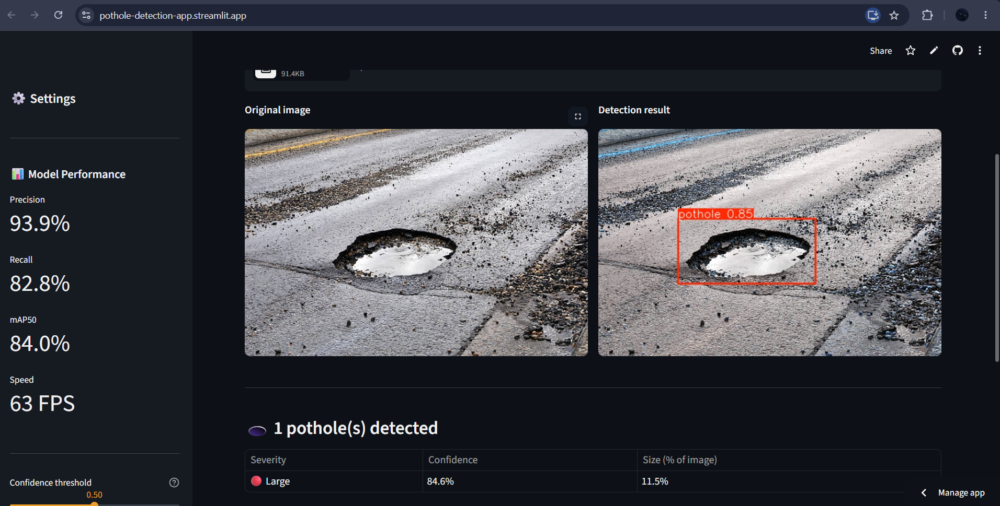 pothole-detection-app.streamlit.app
Share
Settings
Model Performance
Precision
93.9%
Recall
82.8%
mAP50
84.0%
Speed
63 FPS
Confidence threshold
0.50
91.4KB
Original image
Detection result
pothole 0.85
1 pothole(s) detected
Severity Confidence Size (% of image)
Large 84.6% 11.5%
Manage app